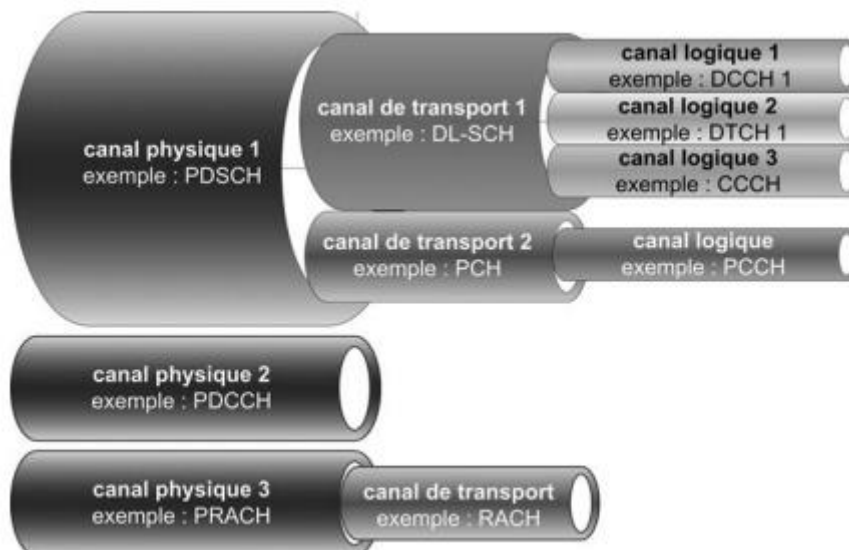 canal physique 1
exemple : PDSCH
canal de transport 1
exemple : DL-SCH
canal logique 1
exemple : DCCH 1
canal logique 2
exemple : DTCH 1
canal logique 3
exemple : CCCH
canal de transport 2
exemple : PCH
canal logique
exemple : PCCH
canal physique 2
exemple : PDCCH
canal physique 3
exemple : PRACH
canal de transport
exemple : RACH